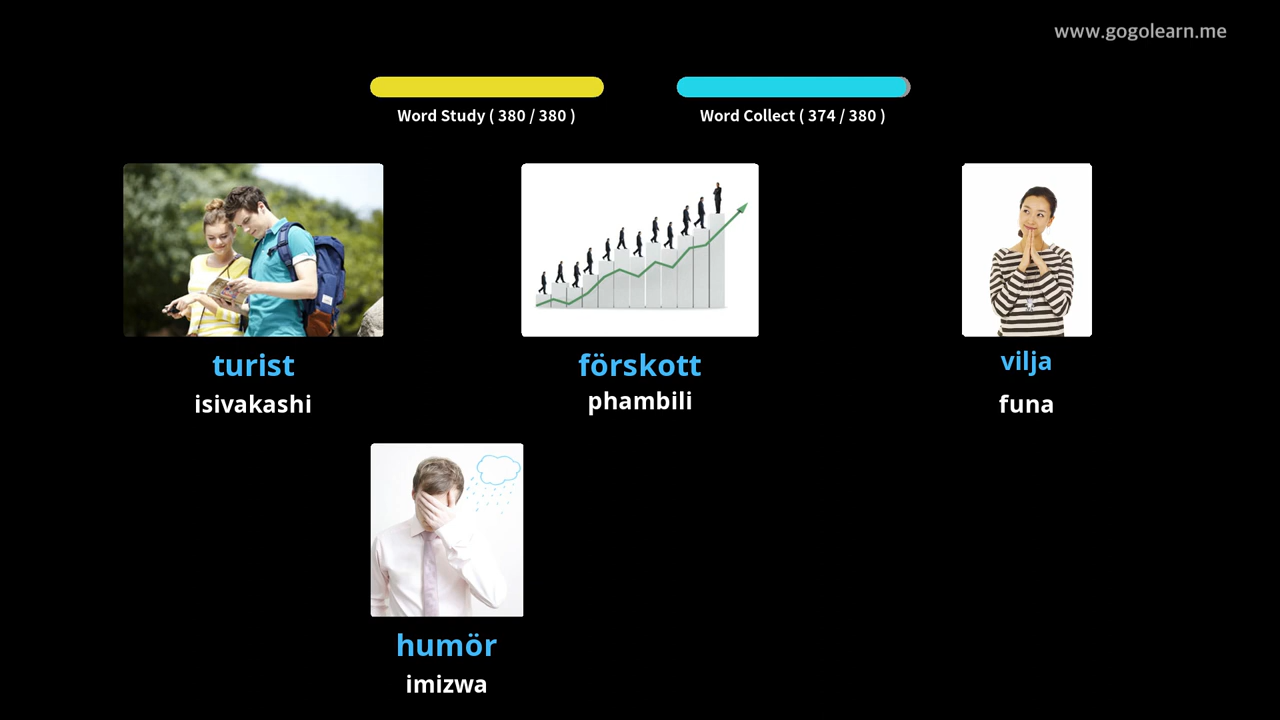 www.gogolearn.me
Word Study ( 380 / 380 )
Word Collect ( 374 / 380 )
turist
isivakashi
förskott
phambili
vilja
funa
humör
imizwa